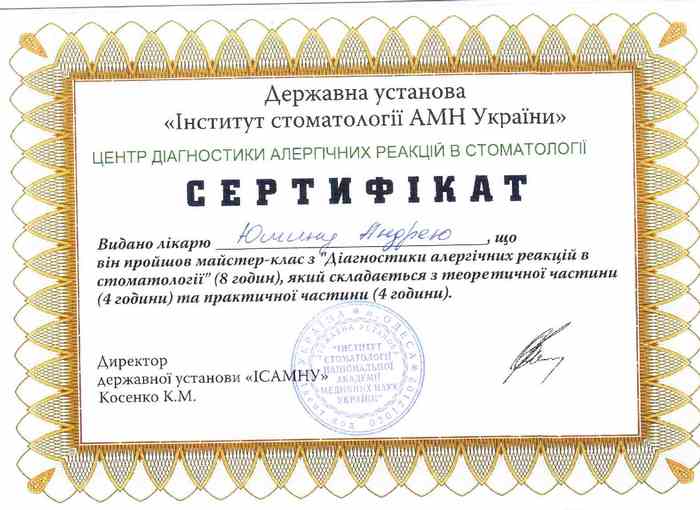 Державна установа
«Інститут стоматології АМН України»
ЦЕНТР ДІАГНОСТИКИ АЛЕРГІЧНИХ РЕАКЦІЙ В СТОМАТОЛОГІЇ
СЕРТИФІКАТ
Видано лікарю Андрею, що
він пройшов майстер-клас з "Діагностики алергічних реакцій в
стоматології" (8 годин), який складається з теоретичної частини
(4 години) та практичної частини (4 години).
УКРАЇНА м.ОДЕСА
ДЕРЖАВНА УСТАНОВА
"ІНСТИТУТ
СТОМАТОЛОГІЇ
НАЦІОНАЛЬНОЇ
АКАДЕМІЇ
МЕДИЧНИХ НАУК
УКРАЇНИ"
Директор
державної установи «ІСАМНУ»
Косенко К.М.